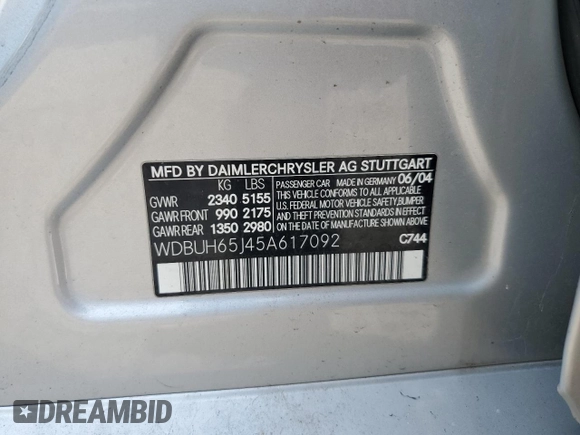 MFD BY DAIMLERCHRYSLER AG STUTTGART
KG LBS PASSENGER CAR MADE IN GERMANY 06/04
GVWR 2340 5155 THIS VEHICLE CONFORMS TO ALL APPLICABLE
GAWR FRONT 990 2175 U.S. FEDERAL MOTOR VEHICLE SAFETY, BUMPER
GAWR REAR 1350 2980 AND THEFT PREVENTION STANDARDS IN EFFECT
ON THE DATE OF MANUFACTURE SHOWN ABOVE.
WDBUH65J45A617092 C744
DREAMBID